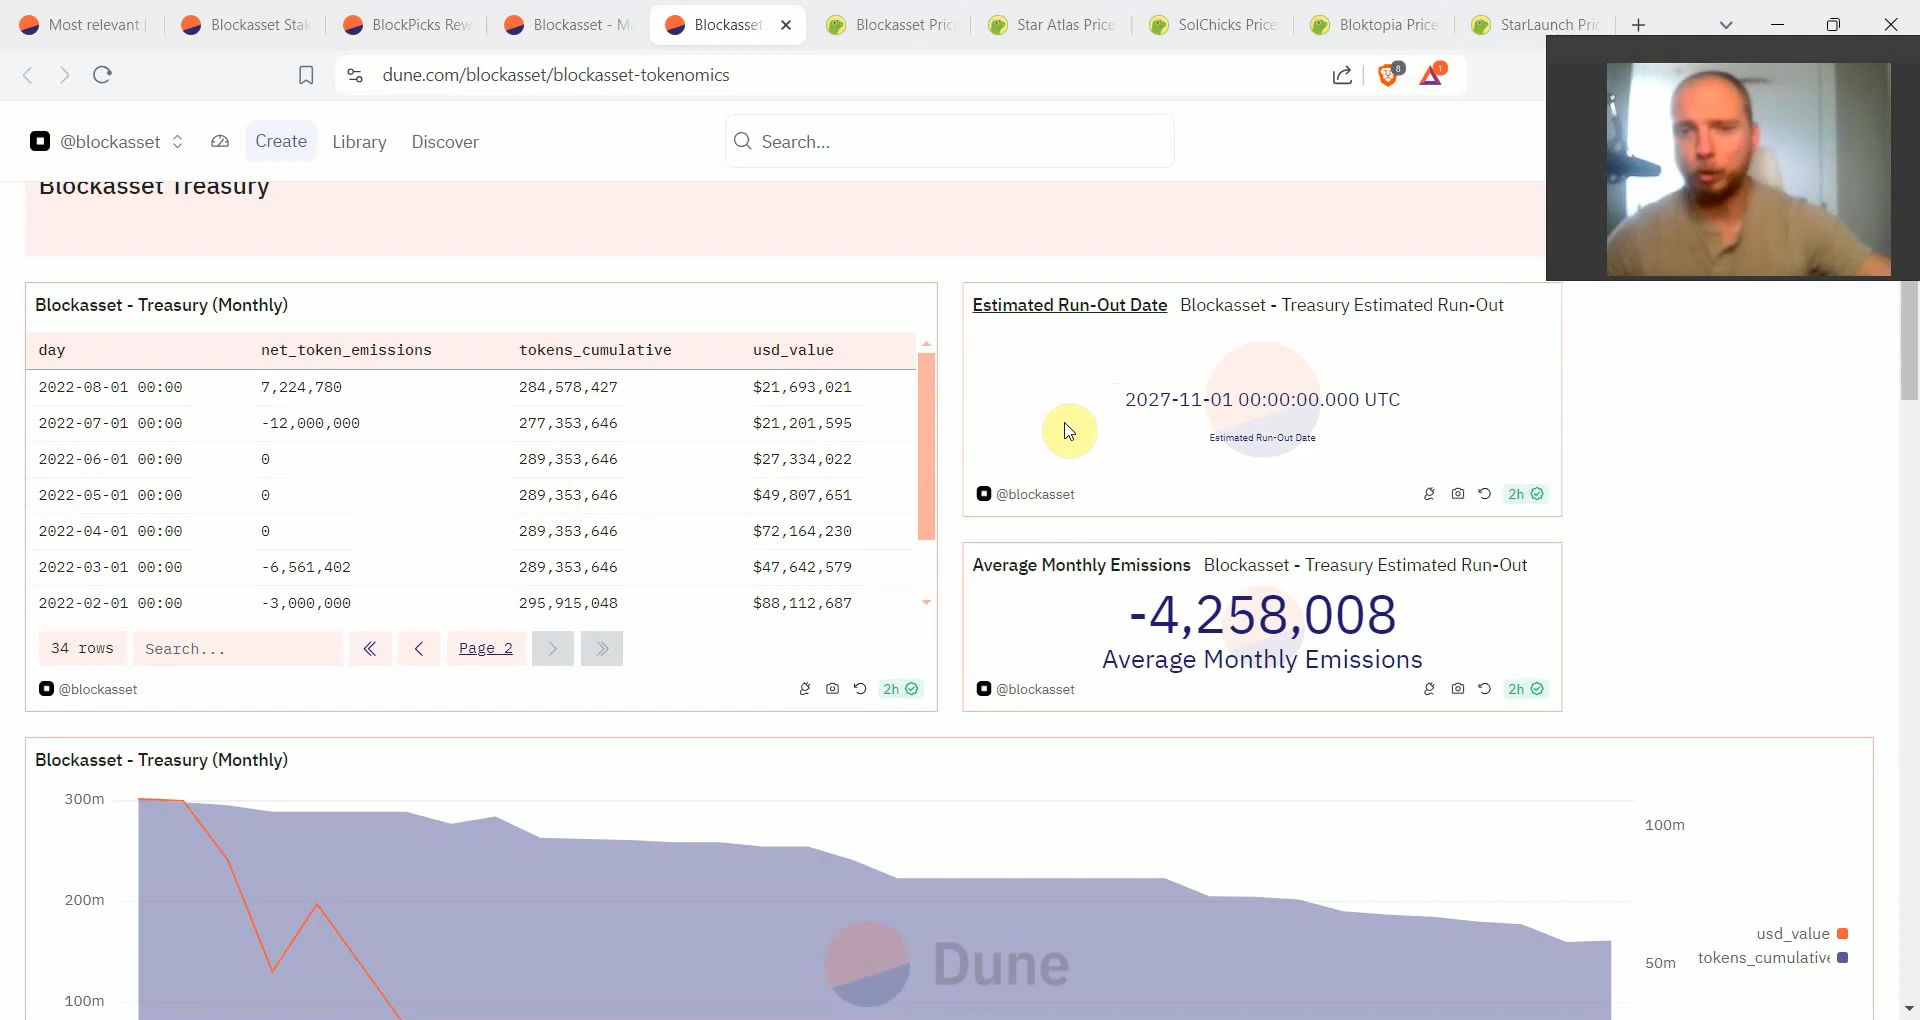 Most relevant
Blockasset Stak
BlockPicks Rew
Blockasset - M
Blockasset
Blockasset Pric
Star Atlas Price
SolChicks Price
Bloktopia Price
StarLaunch Pric
dune.com/blockasset/blockasset-tokenomics
8
1
@blockasset
Create
Library
Discover
Search...
Blockasset Treasury
Blockasset - Treasury (Monthly)
day net_token_emissions tokens_cumulative usd_value
2022-08-01 00:00 7,224,780 284,578,427 $21,693,021
2022-07-01 00:00 -12,000,000 277,353,646 $21,201,595
2022-06-01 00:00 0 289,353,646 $27,334,022
2022-05-01 00:00 0 289,353,646 $49,807,651
2022-04-01 00:00 0 289,353,646 $72,164,230
2022-03-01 00:00 -6,561,402 289,353,646 $47,642,579
2022-02-01 00:00 -3,000,000 295,915,048 $88,112,687
34 rows Search... Page 2
@blockasset 2h
Estimated Run-Out Date Blockasset - Treasury Estimated Run-Out
2027-11-01 00:00:00.000 UTC
Estimated Run-Out Date
@blockasset 2h
Average Monthly Emissions Blockasset - Treasury Estimated Run-Out
-4,258,008
Average Monthly Emissions
@blockasset 2h
Blockasset - Treasury (Monthly)
300m
200m
100m
100m
50m
usd_value
tokens_cumulative
Dune